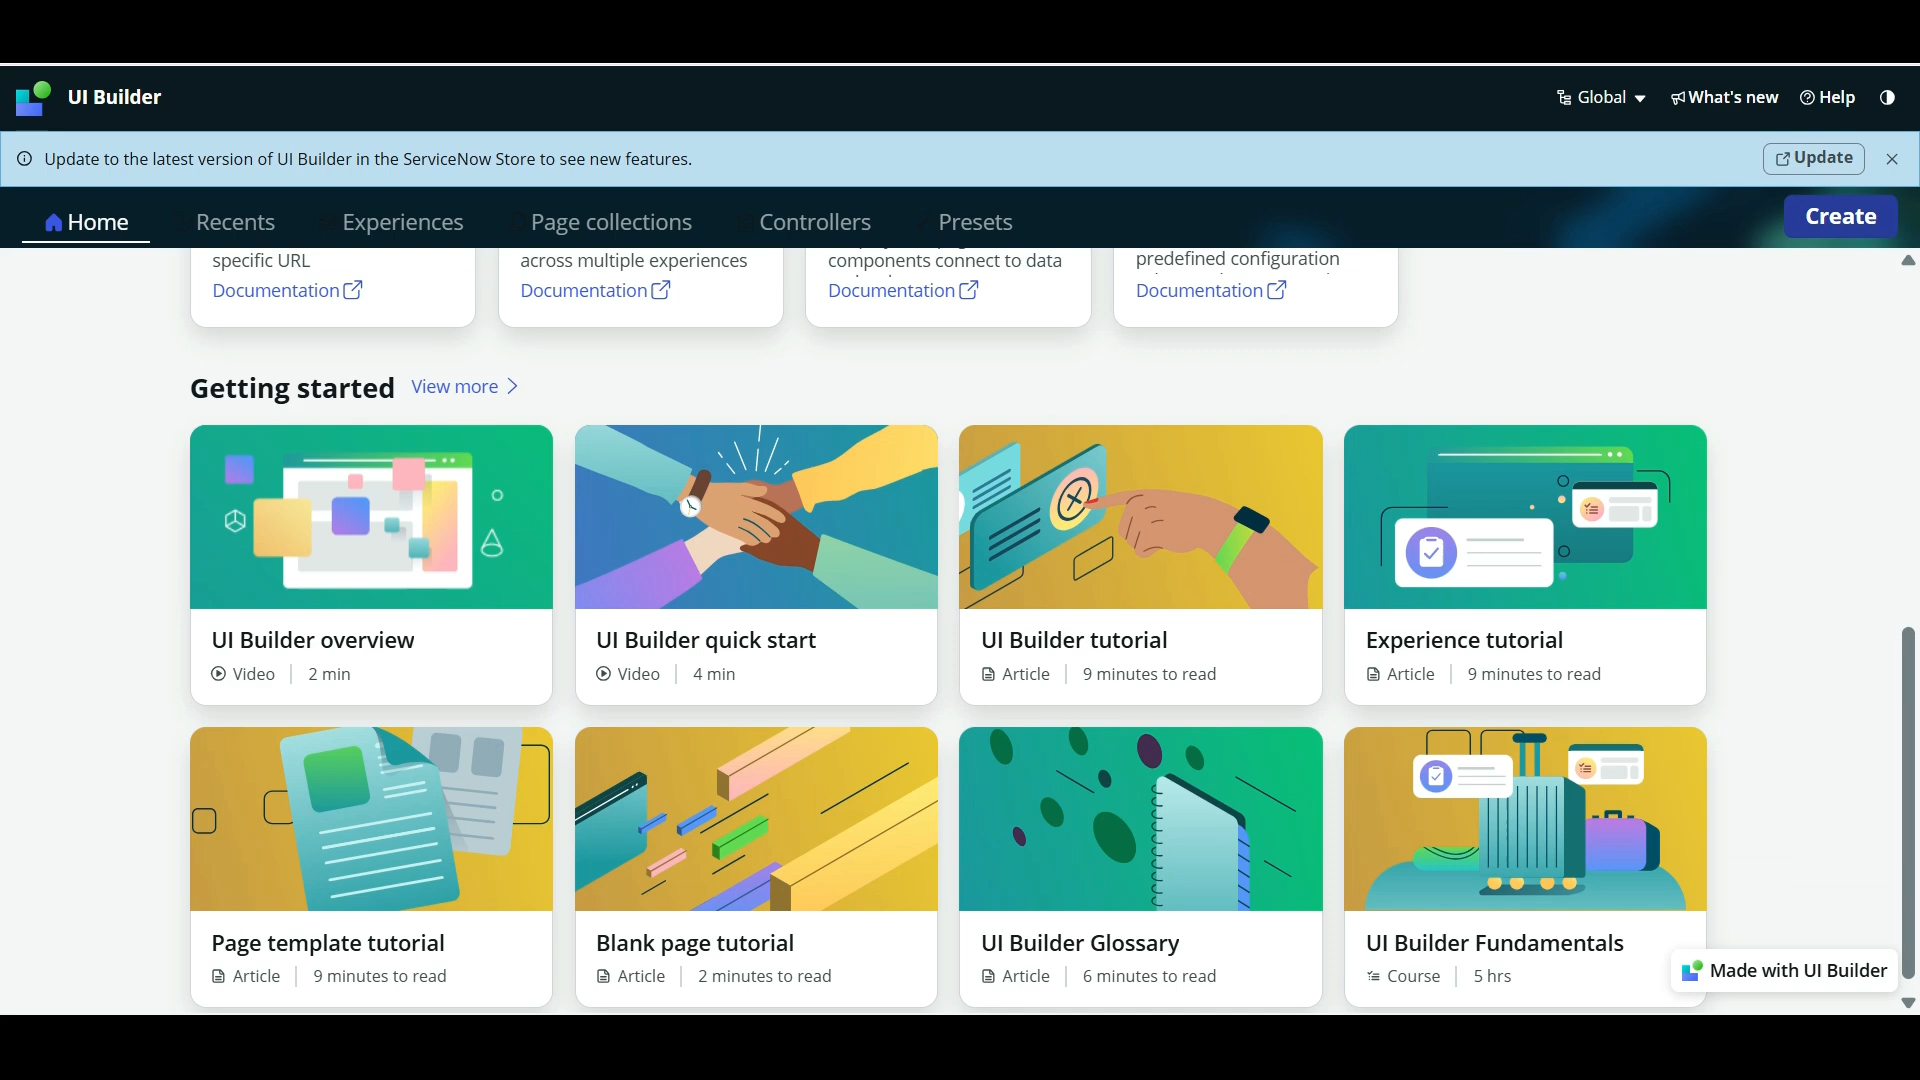 UI Builder
Global
What's new
Help
Update to the latest version of UI Builder in the ServiceNow Store to see new features.
Update
Home
Recents
Experiences
Page collections
Controllers
Presets
Create
specific URL
Documentation
across multiple experiences
Documentation
components connect to data
Documentation
predefined configuration
Documentation
Getting started
View more
UI Builder overview
Video
2 min
UI Builder quick start
Video
4 min
UI Builder tutorial
Article
9 minutes to read
Experience tutorial
Article
9 minutes to read
Page template tutorial
Article
9 minutes to read
Blank page tutorial
Article
2 minutes to read
UI Builder Glossary
Article
6 minutes to read
UI Builder Fundamentals
Course
5 hrs
Made with UI Builder